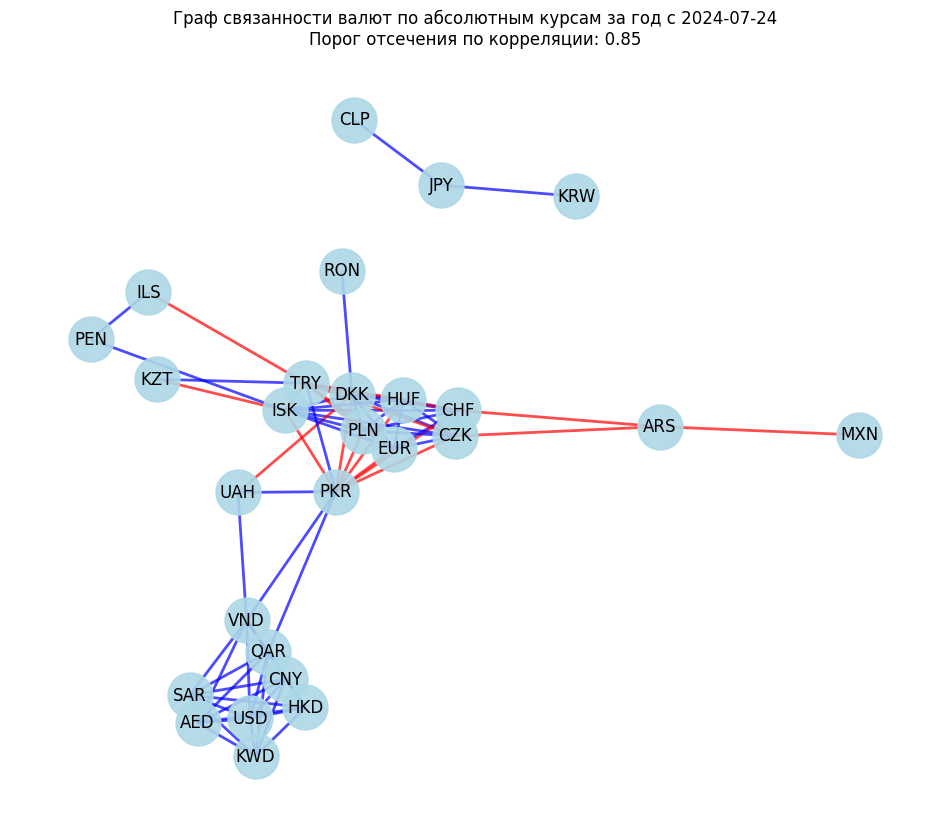 Граф связанности валют по абсолютным курсам за год с 2024-07-24
Порог отсечения по корреляции: 0.85
CLP
JPY
KRW
RON
ILS
PEN
KZT
TRY
DKK
HUF
ISK
CHF
PLN
CZK
EUR
ARS
MXN
UAH
PKR
VND
QAR
CNY
SAR
HKD
AED
USD
KWD